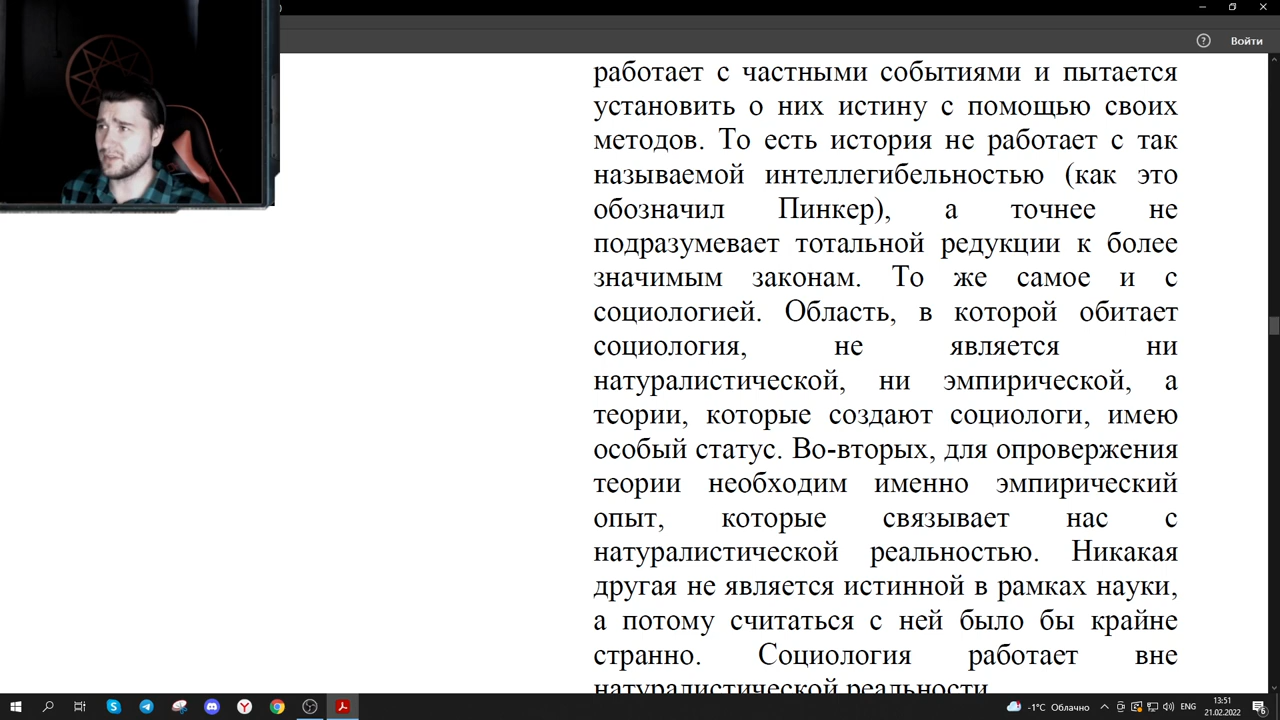 Войти
работает с частными событиями и пытается
установить о них истину с помощью своих
методов. То есть история не работает с так
называемой интеллегибельностью (как это
обозначил Пинкер), а точнее не
подразумевает тотальной редукции к более
значимым законам. То же самое и с
социологией. Область, в которой обитает
социология, не является ни
натуралистической, ни эмпирической, а
теории, которые создают социологи, имею
особый статус. Во-вторых, для опровержения
теории необходим именно эмпирический
опыт, которые связывает нас с
натуралистической реальностью. Никакая
другая не является истинной в рамках науки,
а потому считаться с ней было бы крайне
странно. Социология работает вне
натуралистической реальности
-1°C Облачно ENG 13:51
21.02.2022 6